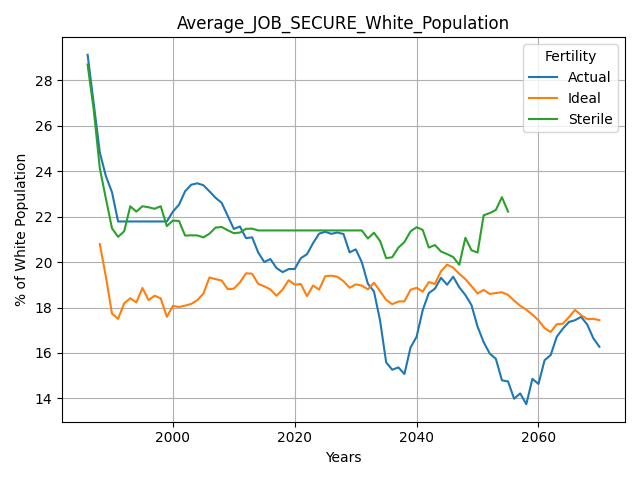 Average_JOB_SECURE_White_Population
Fertility
Actual
Ideal
Sterile
% of White Population
28
26
24
22
20
18
16
14
2000
2020
2040
2060
Years